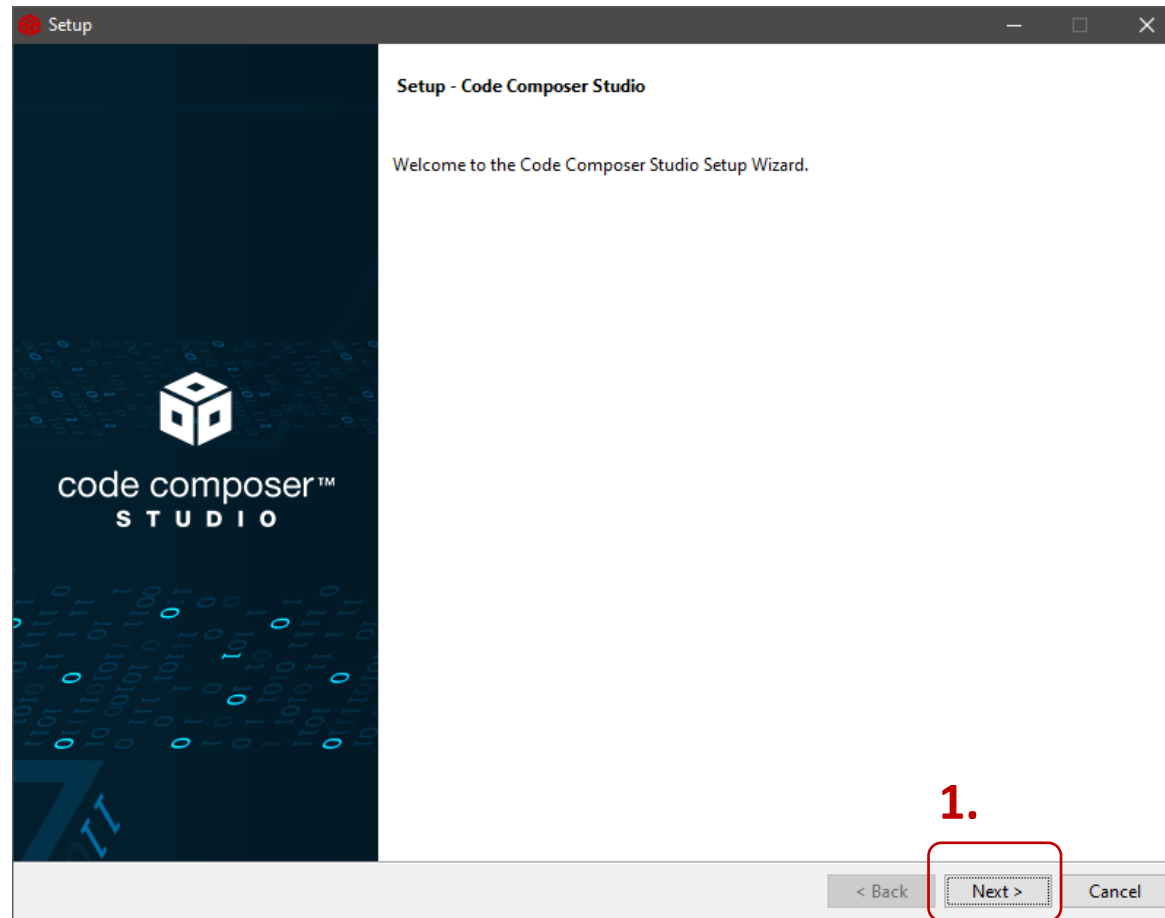 Setup
Setup - Code Composer Studio
Welcome to the Code Composer Studio Setup Wizard.
code composer™
STUDIO
1.
< Back
Next >
Cancel